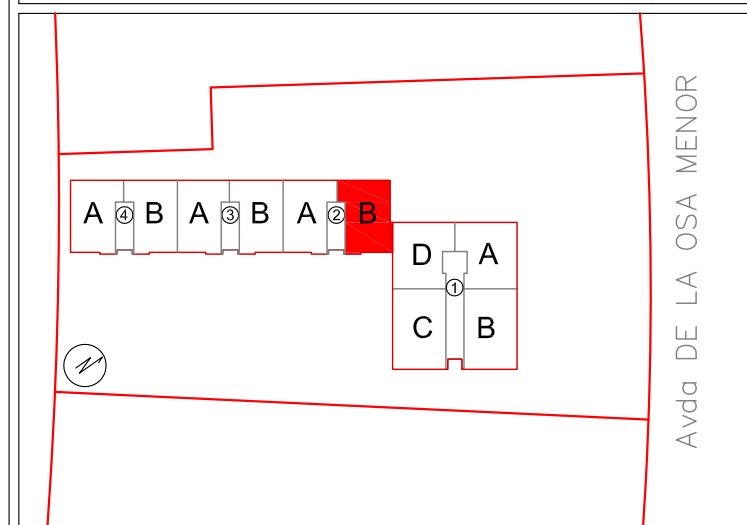 A 4 B A 3 B A 2 B
D A
1
C B
N
Avda DE LA OSA MENOR